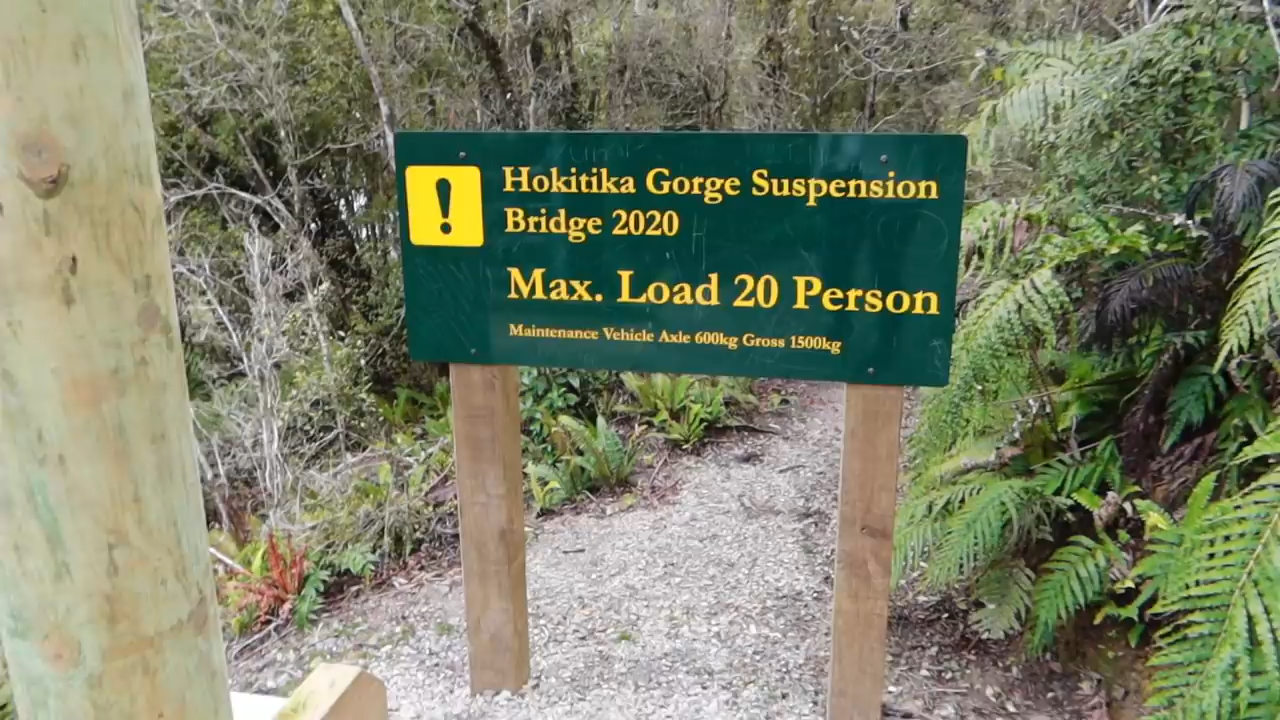 !
Hokitika Gorge Suspension
Bridge 2020
Max. Load 20 Person
Maintenance Vehicle Axle 600kg Gross 1500kg